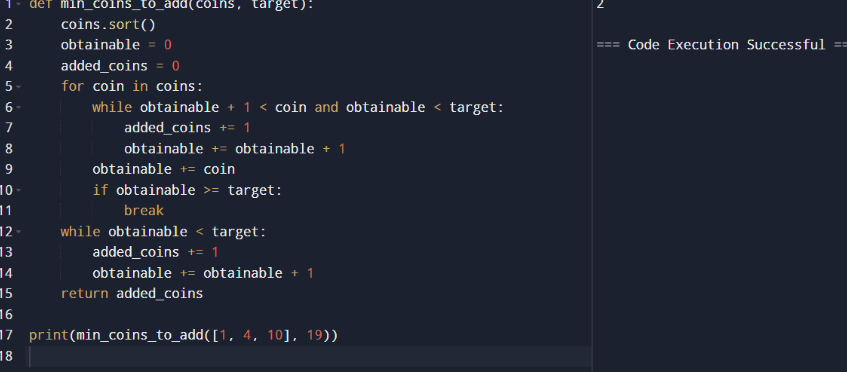 1 def min_coins_to_add(coins, target):
2     coins.sort()
3     obtainable = 0
4     added_coins = 0
5     for coin in coins:
6         while obtainable + 1 < coin and obtainable < target:
7             added_coins += 1
8             obtainable += obtainable + 1
9         obtainable += coin
10         if obtainable >= target:
11             break
12     while obtainable < target:
13         added_coins += 1
14         obtainable += obtainable + 1
15     return added_coins
16
17 print(min_coins_to_add([1, 4, 10], 19))
18
2
=== Code Execution Successful ==